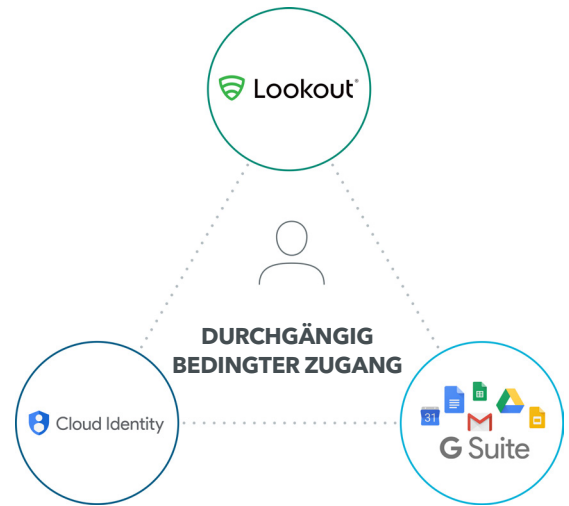 Lookout®
DURCHGÄNGIG
BEDINGTER ZUGANG
Cloud Identity
31
G Suite